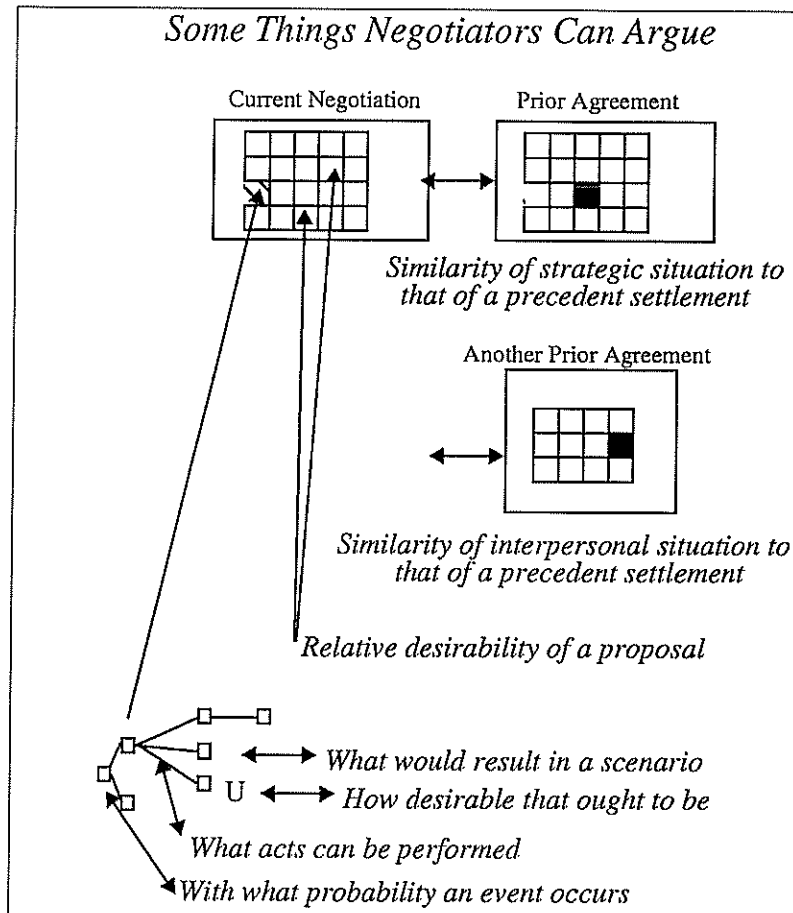 Some Things Negotiators Can Argue
Current Negotiation
Prior Agreement
Similarity of strategic situation to
that of a precedent settlement
Another Prior Agreement
Similarity of interpersonal situation to
that of a precedent settlement
Relative desirability of a proposal
What would result in a scenario
U
How desirable that ought to be
What acts can be performed
With what probability an event occurs